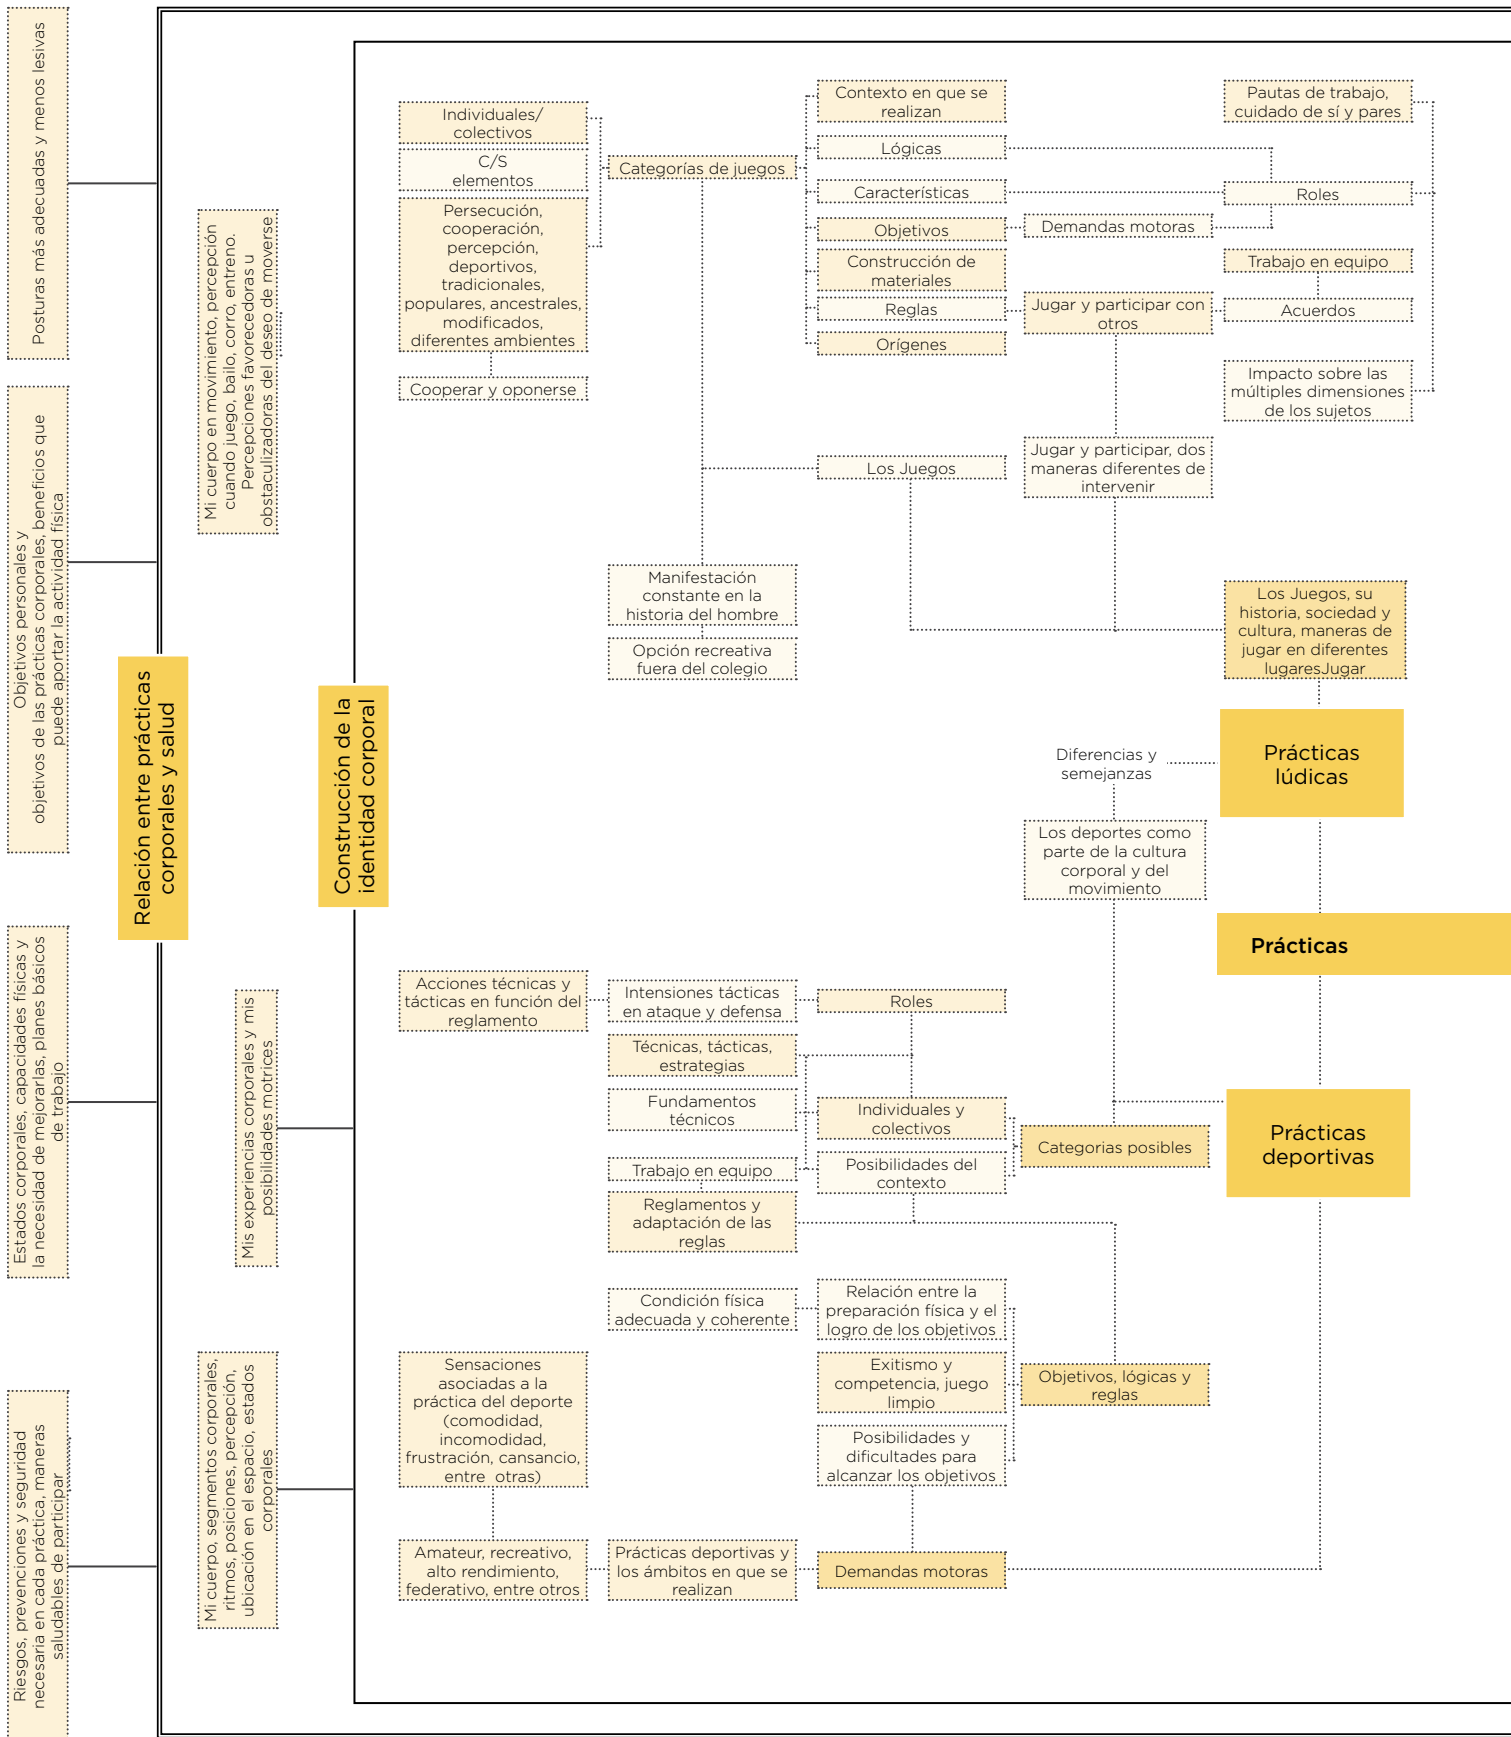 Posturas más adecuadas y menos lesivas
Objetivos personales y
objetivos de las prácticas corporales, beneficios que
puede aportar la actividad física
Estados corporales, capacidades físicas y
la necesidad de mejorarlas, planes básicos
de trabajo
Riesgos, prevenciones y seguridad
necesaria en cada práctica, maneras
saludables de participar
Relación entre prácticas
corporales y salud
Mi cuerpo en movimiento, percepción
cuando juego, bailo, corro, entreno.
Percepciones favorecedoras u
obstaculizadoras del deseo de moverse
Mis experiencias corporales y mis
posibilidades motrices
Mi cuerpo, segmentos corporales,
ritmos, posiciones, percepción,
ubicación en el espacio, estados
corporales
Construcción de la
identidad corporal
Individuales/
colectivos
C/S
elementos
Persecución,
cooperación,
percepción,
deportivos,
tradicionales,
populares, ancestrales,
modificados,
diferentes ambientes
Cooperar y oponerse
Categorías de juegos
Contexto en que se
realizan
Lógicas
Característicás
Objetivos
Construcción de
materiales
Reglas
Orígenes
Demandas motoras
Jugar y participar con
otros
Pautas de trabajo,
cuidado de sí y pares
Roles
Trabajo en equipo
Acuerdos
Impacto sobre las
múltiples dimensiones
de los sujetos
Los Juegos
Jugar y participar, dos
maneras diferentes de
intervenir
Manifestación
constante en la
historia del hombre
Opción recreativa
fuera del colegio
Los Juegos, su
historia, sociedad y
cultura, maneras de
jugar en diferentes
lugaresJugar
Prácticas
lúdicas
Diferencias y
semejanzas
Los deportes como
parte de la cultura
corporal y del
movimiento
Prácticas
Acciones técnicas y
tácticas en función del
reglamento
Intensiones tácticas
en ataque y defensa
Roles
Técnicas, tácticas,
estrategias
Fundamentos
técnicos
Individuales y
colectivos
Trabajo en equipo
Posibilidades del
contexto
Categorias posibles
Prácticas
deportivas
Reglamentos y
adaptación de las
reglas
Condición física
adecuada y coherente
Relación entre la
preparación física y el
logro de los objetivos
Exitismo y
competencia, juego
limpio
Posibilidades y
dificultades para
alcanzar los objetivos
Objetivos, lógicas y
reglas
Sensaciones
asociadas a la
práctica del deporte
(comodidad,
incomodidad,
frustración, cansancio,
entre otras)
Amateur, recreativo,
alto rendimiento,
federativo, entre otros
Prácticas deportivas y
los ámbitos en que se
realizan
Demandas motoras